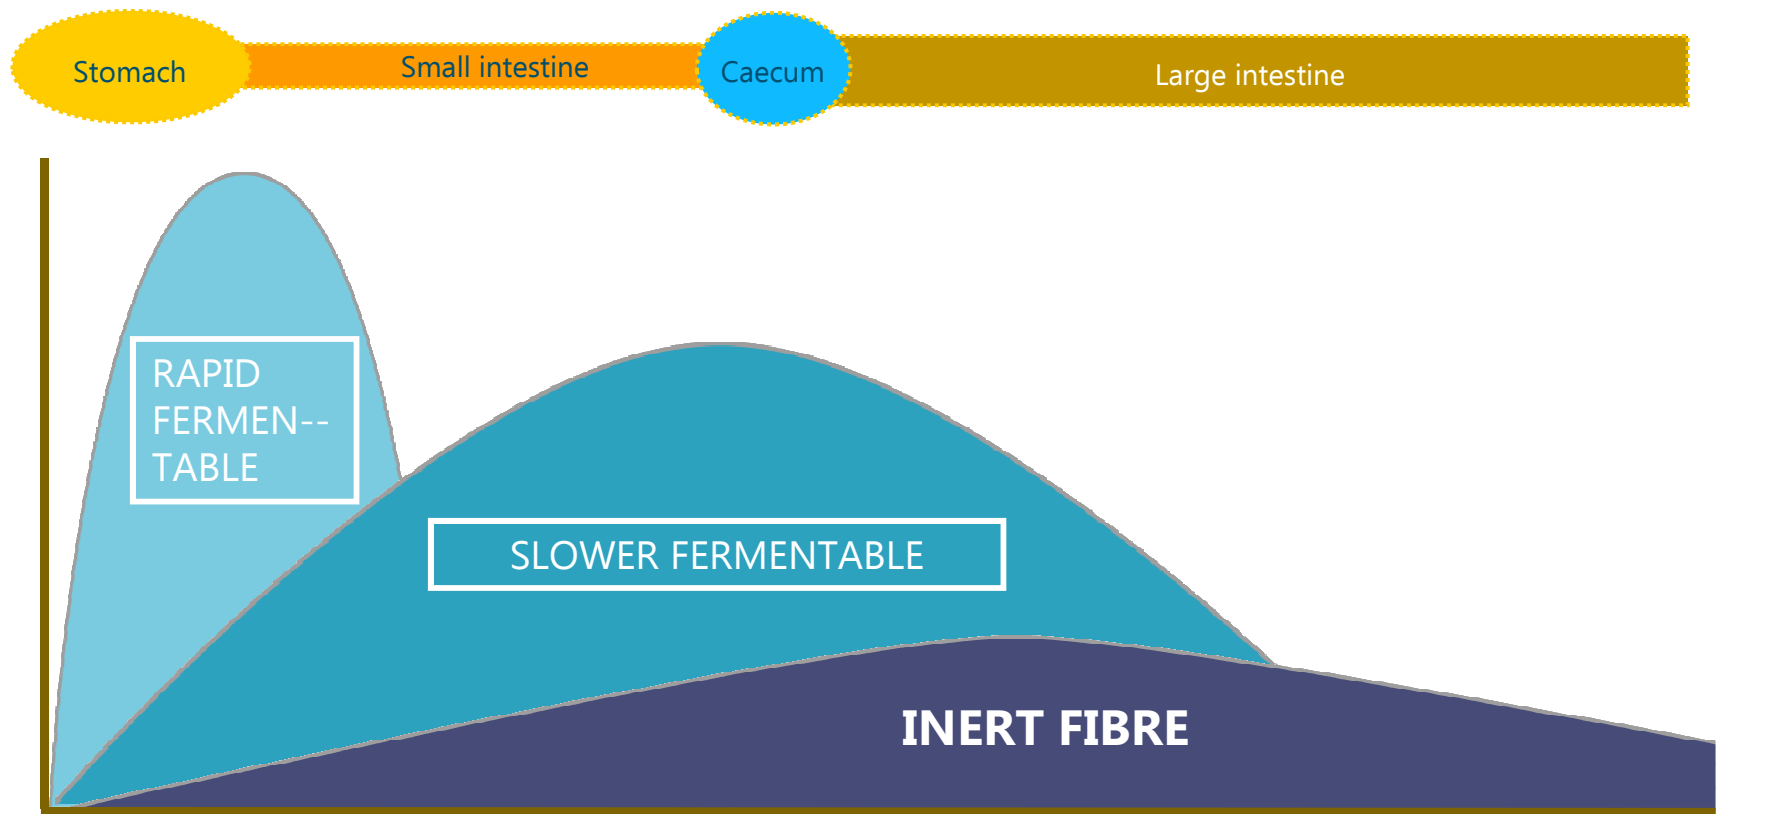 Stomach
Small intestine
Caecum
Large intestine
RAPID
FERMEN--
TABLE
SLOWER FERMENTABLE
INERT FIBRE